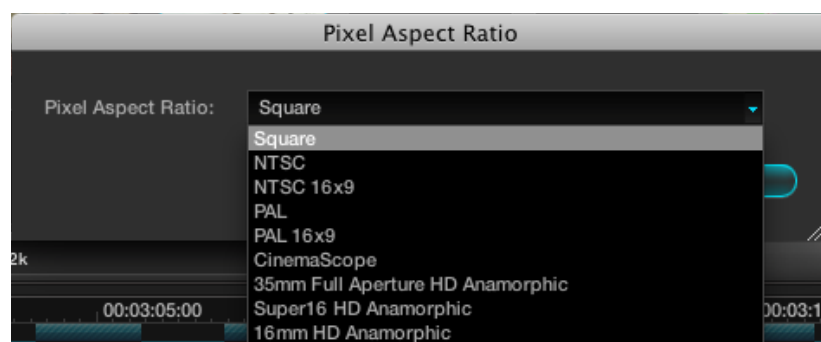 Pixel Aspect Ratio
Pixel Aspect Ratio: Square
Square
NTSC
NTSC 16x9
PAL
PAL 16x9
2k
CinemaScope
35mm Full Aperture HD Anamorphic
00:03:05:00 Super16 HD Anamorphic 00:03:1
16mm HD Anamorphic